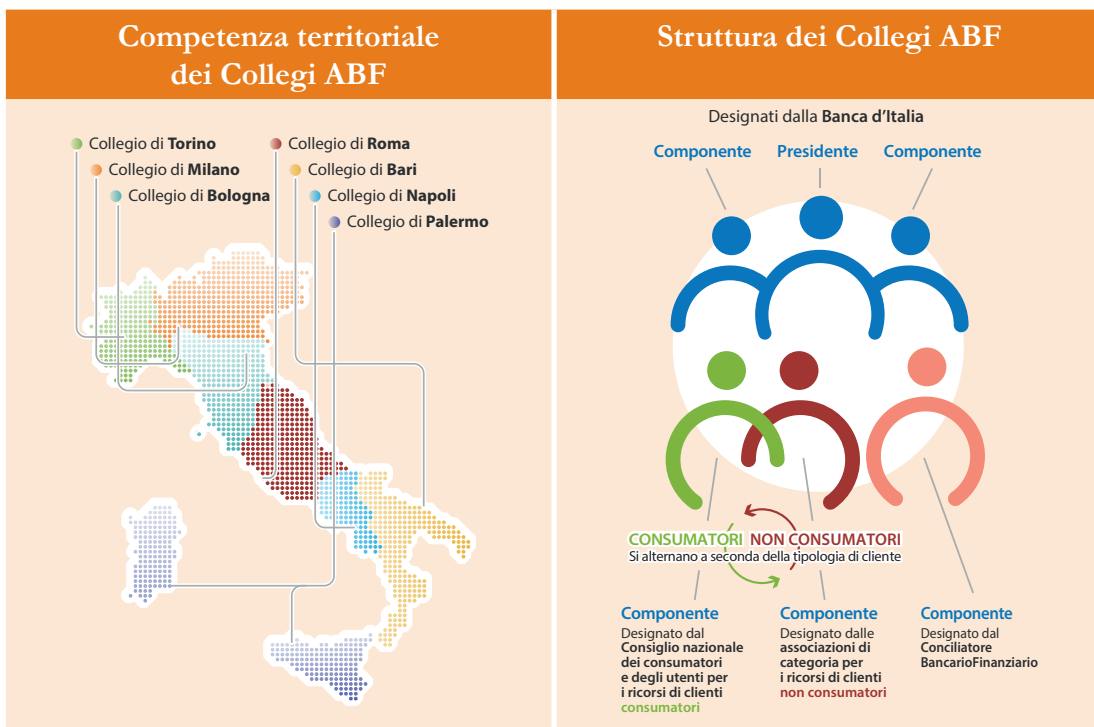 Competenza territoriale
dei Collegi ABF
Collegio di Torino
Collegio di Milano
Collegio di Bologna
Collegio di Roma
Collegio di Bari
Collegio di Napoli
Collegio di Palermo
Struttura dei Collegi ABF
Designati dalla Banca d'Italia
Componente
Presidente
Componente
CONSUMATORI
NON CONSUMATORI
Si alternano a seconda della tipologia di cliente
Componente
Designato dal
Consiglio nazionale
dei consumatori
e degli utenti per
i ricorsi di clienti
consumatori
Componente
Designato dalle
associazioni di
categoria per
i ricorsi di clienti
non consumatori
Componente
Designato dal
Conciliatore
BancarioFinanziario